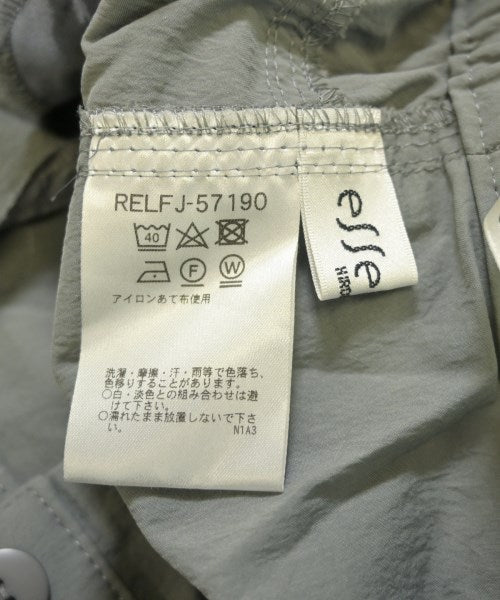 RELFJ-57190
40
F W
アイロンあて布使用
洗濯・摩擦・汗・雨等で色落ち、
色移りすることがあります。
○白・淡色との組み合わせは避
けて下さい。
○濡れたまま放置しないで下さ
い。
N1A3
esse